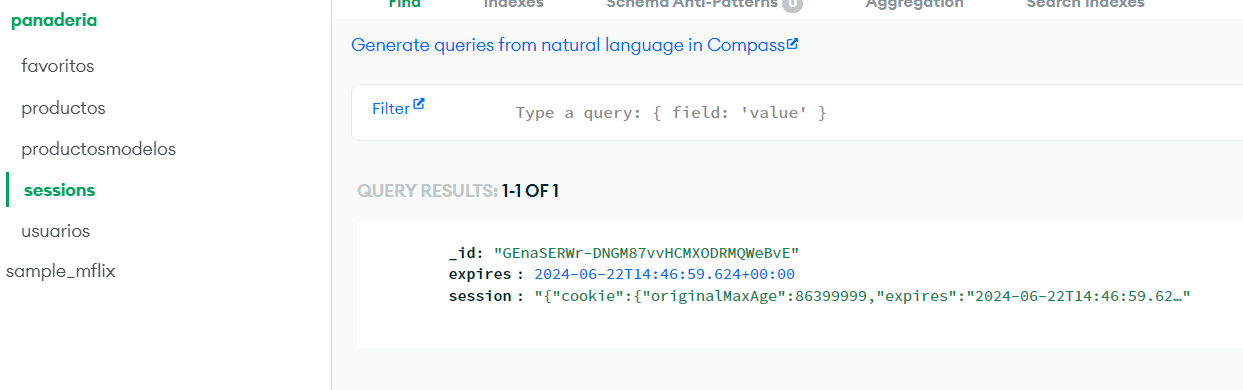 panaderia
favoritos
productos
productosmodelos
sessions
usuarios
sample_mflix
Find Indexes Schema Anti-Patterns 0 Aggregation Search Indexes
Generate queries from natural language in Compass
Filter Type a query: { field: 'value' }
QUERY RESULTS: 1-1 OF 1
_id: "GEnaSERWr-DNGM87vvHCMXODRMQWeBvE"
expires : 2024-06-22T14:46:59.624+00:00
session : "{"cookie":{"originalMaxAge":86399999,"expires":"2024-06-22T14:46:59.62…"